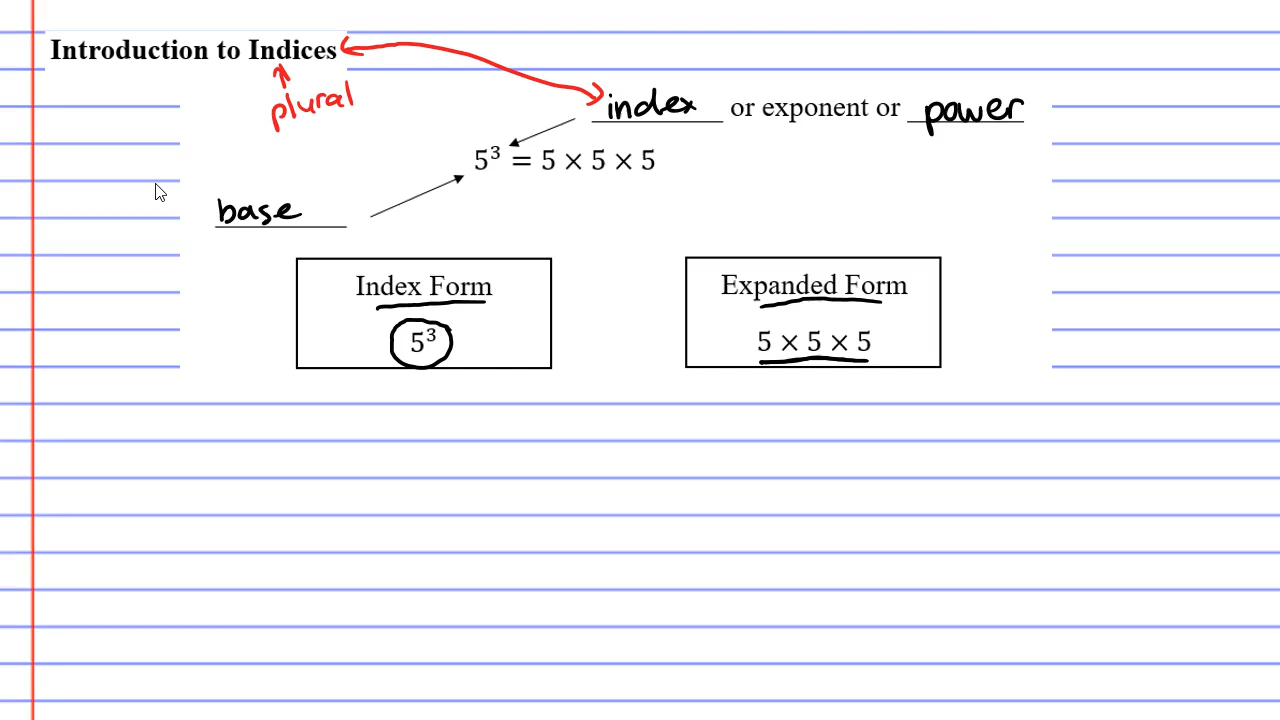 Introduction to Indices
plural
index or exponent or power
5³ = 5 × 5 × 5
base
Index Form
5³
Expanded Form
5 × 5 × 5